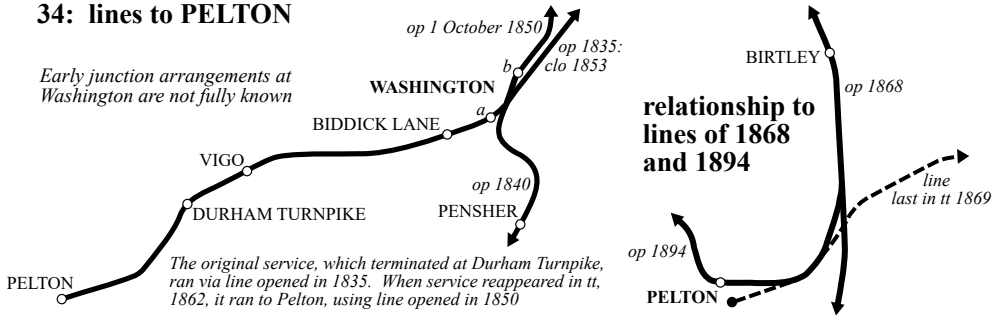 34: lines to PELTON
op 1 October 1850
op 1835:
clo 1853
Early junction arrangements at
Washington are not fully known
b
WASHINGTON
a
BIDDICK LANE
VIGO
op 1840
DURHAM TURNPIKE
PENSHER
PELTON
The original service, which terminated at Durham Turnpike,
ran via line opened in 1835.  When service reappeared in tt,
1862, it ran to Pelton, using line opened in 1850
BIRTLEY
op 1868
relationship to
lines of 1868
and 1894
line
last in tt 1869
op 1894
PELTON